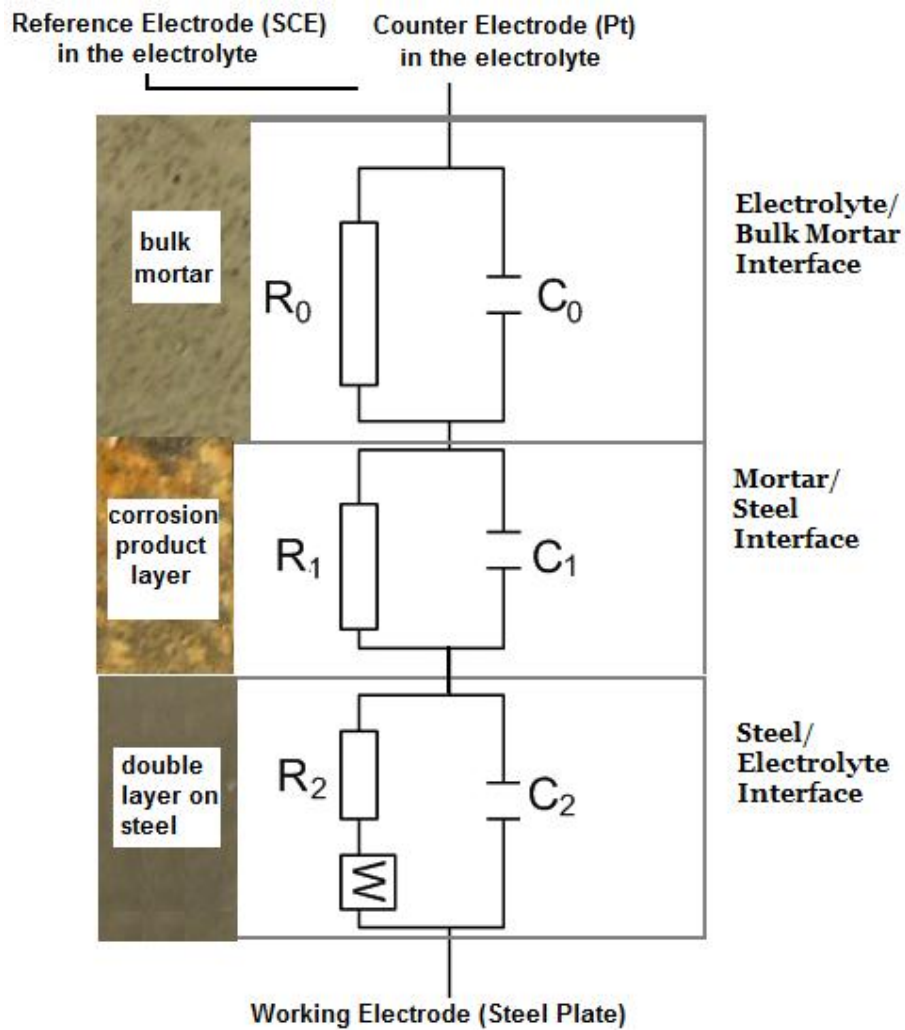 Reference Electrode (SCE)
in the electrolyte
Counter Electrode (Pt)
in the electrolyte
bulk
mortar
R0
C0
Electrolyte/
Bulk Mortar
Interface
corrosion
product
layer
R1
C1
Mortar/
Steel
Interface
double
layer on
steel
R2
C2
W
Steel/
Electrolyte
Interface
Working Electrode (Steel Plate)